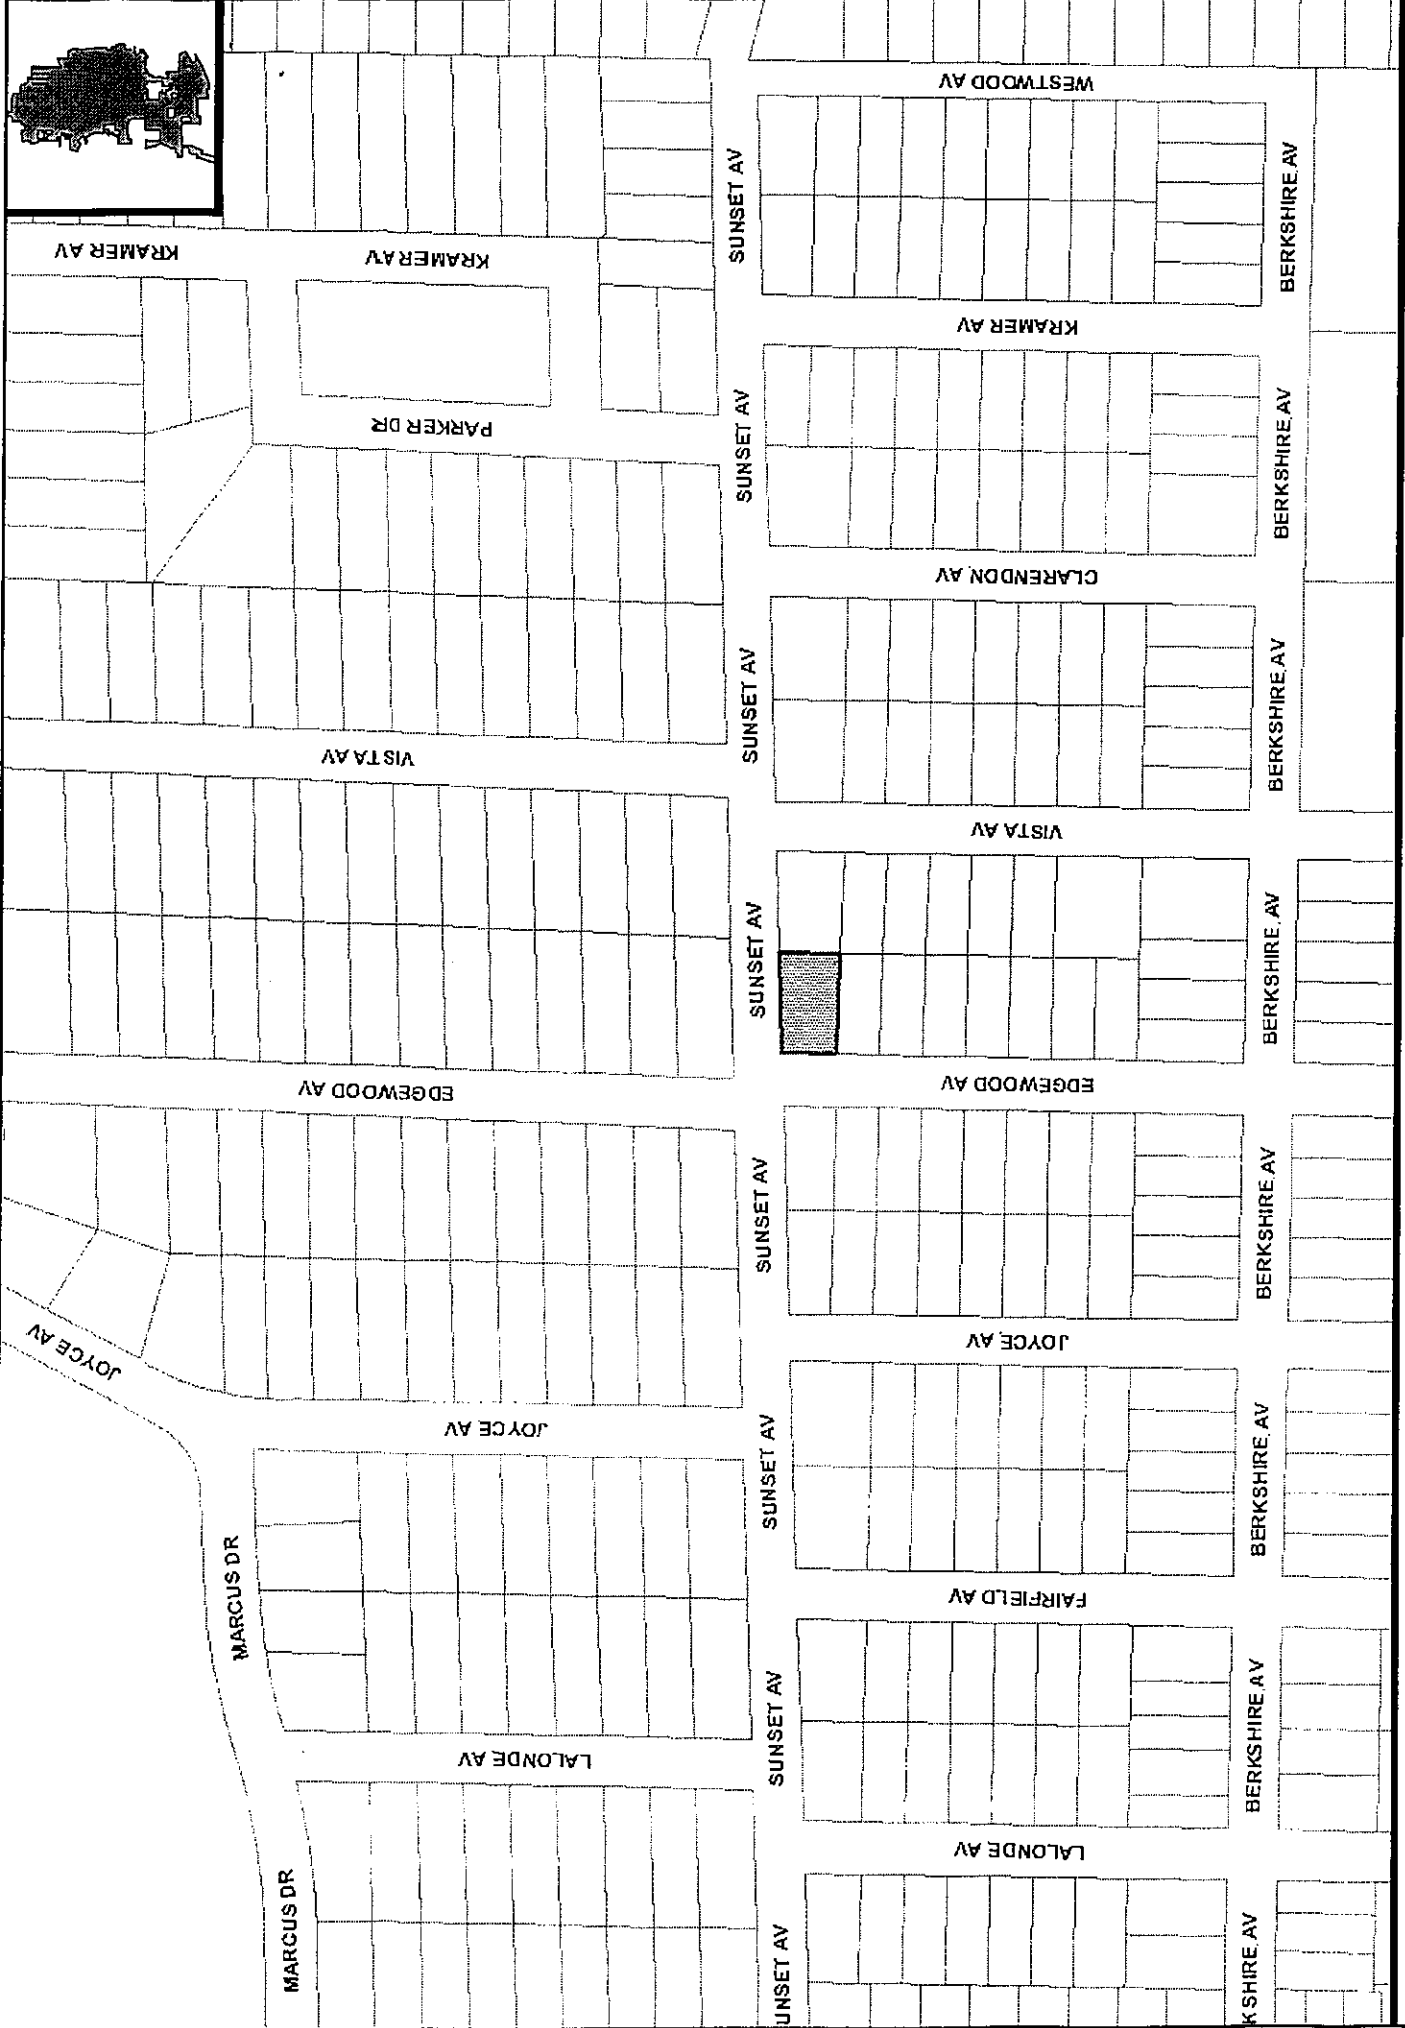 WESTWOOD AV
SUNSET AV
BERKSHIRE AV
KRAMER AV
KRAMER AV
KRAMER AV
SUNSET AV
BERKSHIRE AV
PARKER DR
CLARENDON AV
SUNSET AV
BERKSHIRE AV
VISTA AV
VISTA AV
SUNSET AV
BERKSHIRE AV
EDGEWOOD AV
EDGEWOOD AV
SUNSET AV
BERKSHIRE AV
JOYCE AV
JOYCE AV
JOYCE AV
SUNSET AV
BERKSHIRE AV
MARCUS DR
FAIRFIELD AV
SUNSET AV
BERKSHIRE AV
LALONDE AV
LALONDE AV
MARCUS DR
UNSET AV
KSHIRE AV